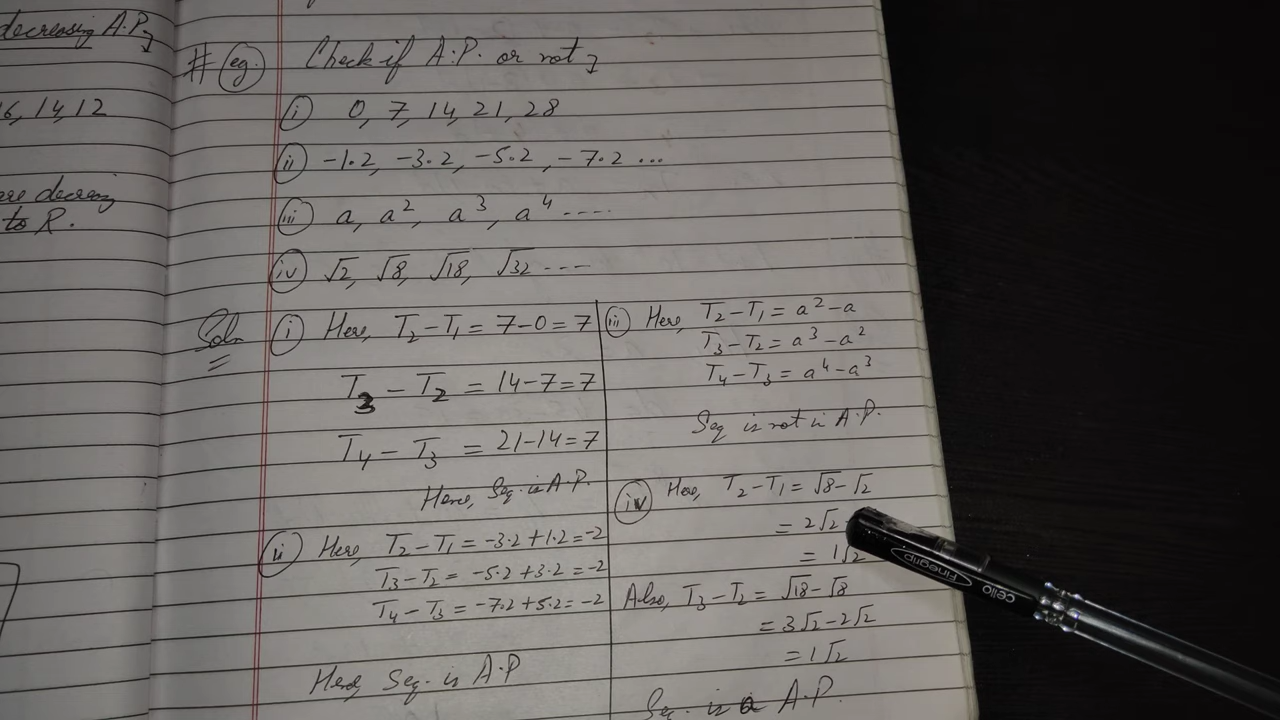 decreasing A.P]
16, 14, 12
are decreing
to R.
# eg. Check if A.P. or not]
(i) 0, 7, 14, 21, 28
(ii) -1.2, -3.2, -5.2, -7.2 ...
(iii) a, a², a³, a⁴ ....
(iv) √2, √8, √18, √32 ---
Soln (i) Here, T₂-T₁ = 7-0 = 7
T₃ - T₂ = 14-7 = 7
T₄ - T₃ = 21-14 = 7
Hence, Seq. is A.P.
(ii) Here, T₂-T₁ = -3.2 + 1.2 = -2
T₃-T₂ = -5.2 + 3.2 = -2
T₄-T₃ = -7.2 + 5.2 = -2
Seq. is A.P
(iii) Here, T₂-T₁ = a²-a
T₃-T₂ = a³-a²
T₄-T₃ = a⁴-a³
Seq is not in A.P.
(iv) Here, T₂-T₁ = √8-√2
= 2√2
= 1√2
Also, T₃-T₂ = √18-√8
= 3√2-2√2
= 1√2
Seq. is a A.P.
cello
Finegrip